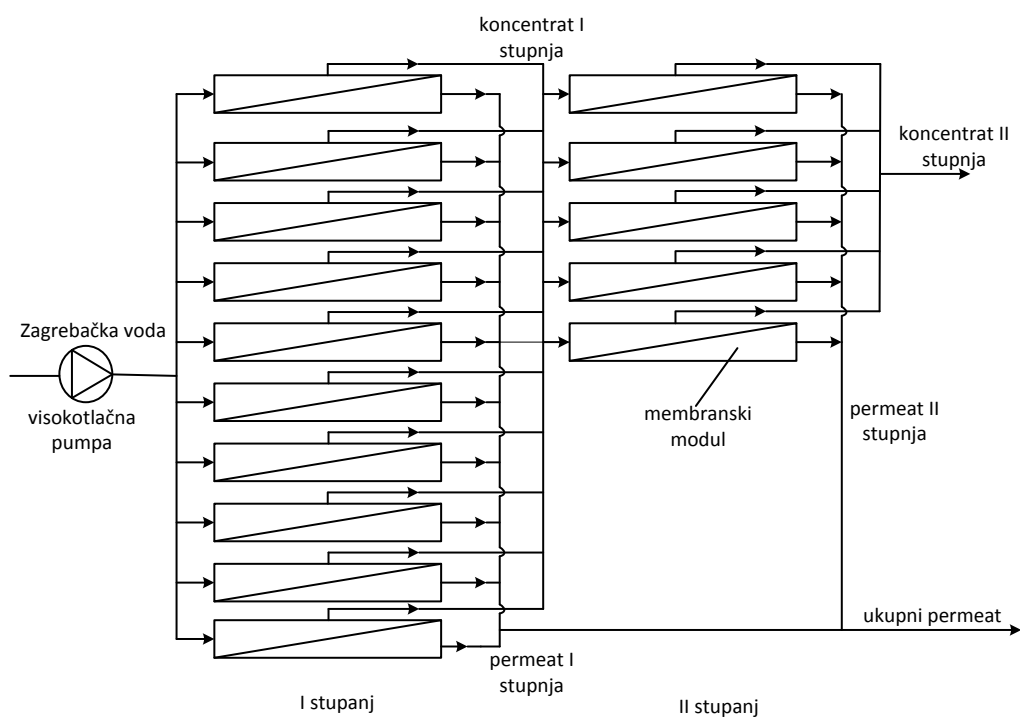 koncentrat I
stupnja
koncentrat II
stupnja
Zagrebačka voda
visokotlačna
pumpa
membranski
modul
permeat II
stupnja
ukupni permeat
permeat I
stupnja
I stupanj
II stupanj